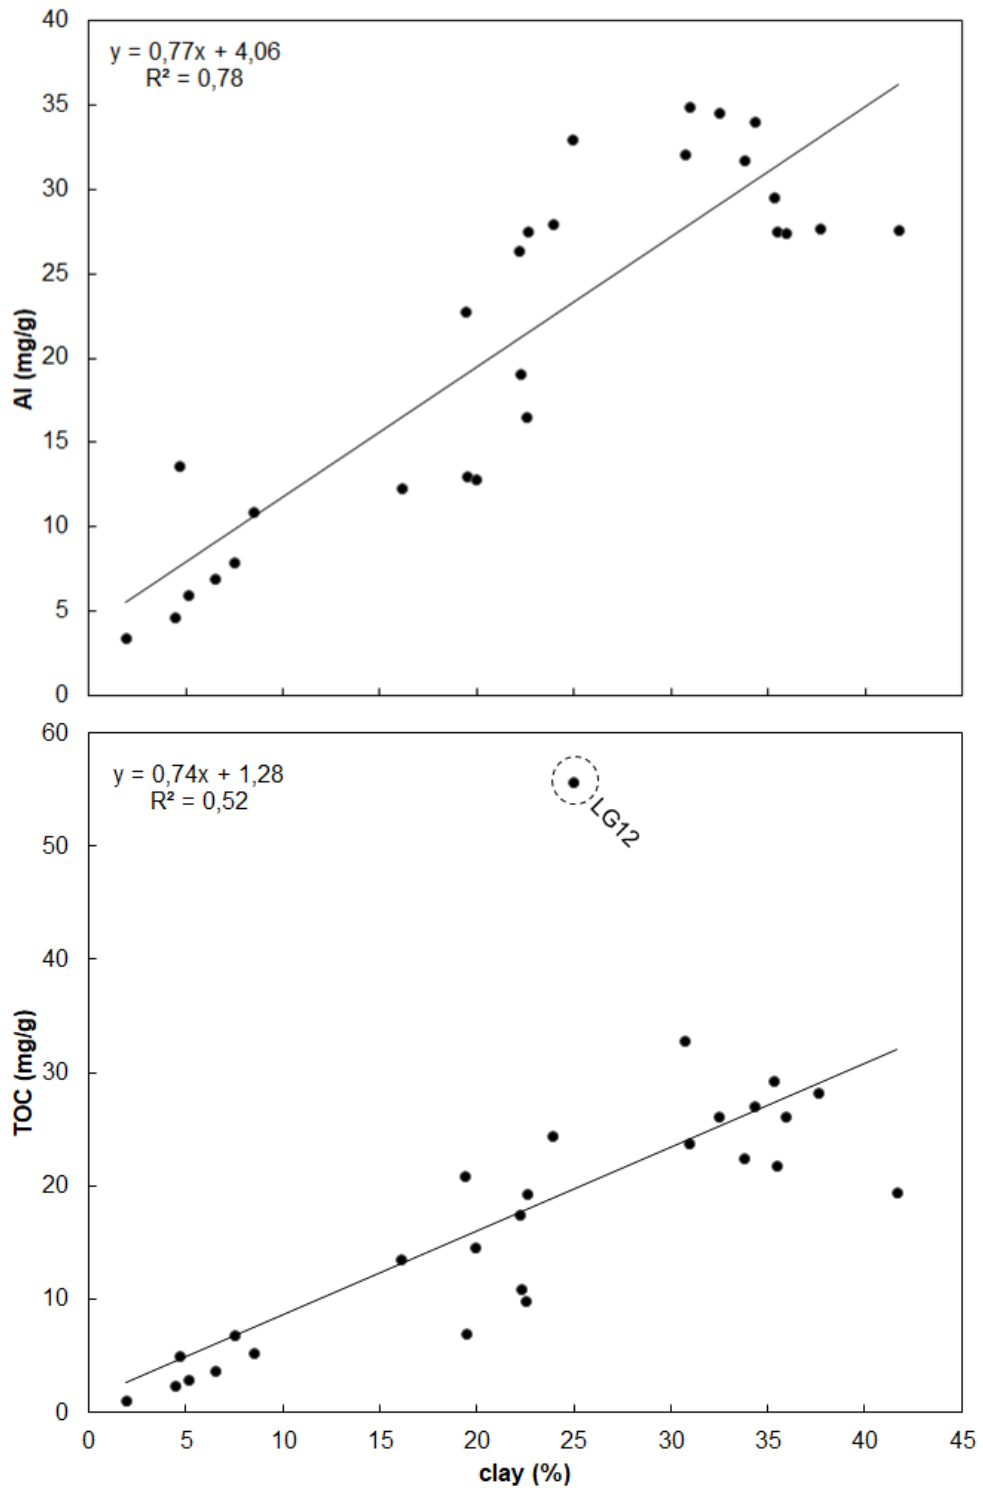 40
y = 0,77x + 4,06
R² = 0,78
35
30
25
Al (mg/g)
20
15
10
5
0
60
y = 0,74x + 1,28
R² = 0,52
LG12
50
40
TOC (mg/g)
30
20
10
0
0 5 10 15 20 25 30 35 40 45
clay (%)